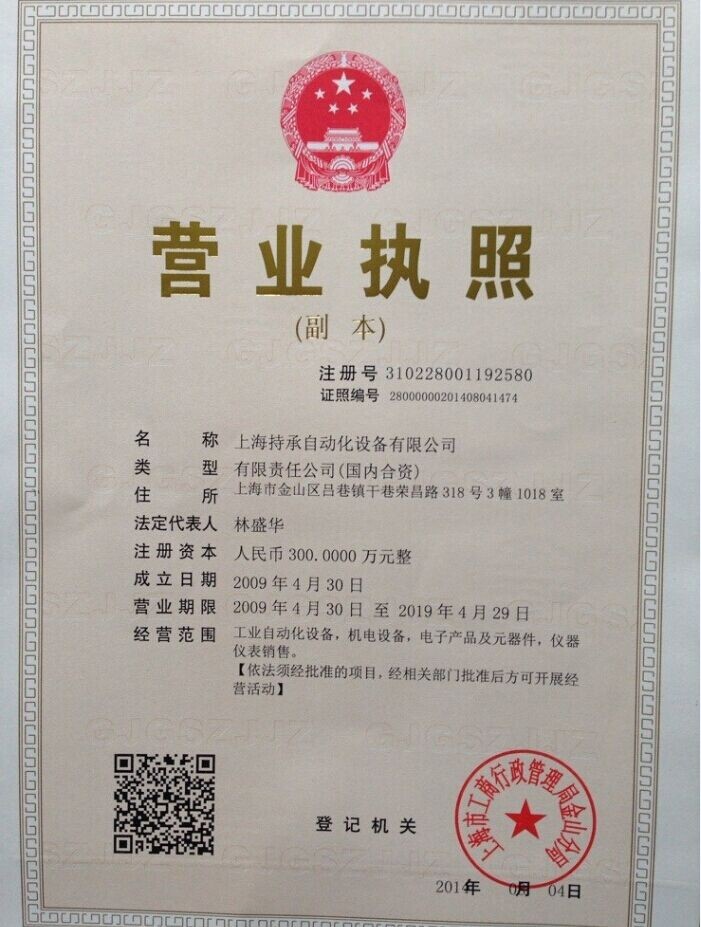 营业执照
(副 本)
注册号 310228001192580
证照编号 28000000201408041474
名 称 上海持承自动化设备有限公司
类 型 有限责任公司(国内合资)
住 所 上海市金山区吕巷镇干巷荣昌路318号3幢1018室
法定代表人 林盛华
注册资本 人民币300.0000万元整
成立日期 2009年4月30日
营业期限 2009年4月30日 至 2019年4月29日
经营范围 工业自动化设备，机电设备，电子产品及元器件，仪器
仪表销售。
【依法须经批准的项目，经相关部门批准后方可开展经
营活动】
上海市工商行政管理局金山分局
登记机关
2014年 月 04日
GJGSZJJZ